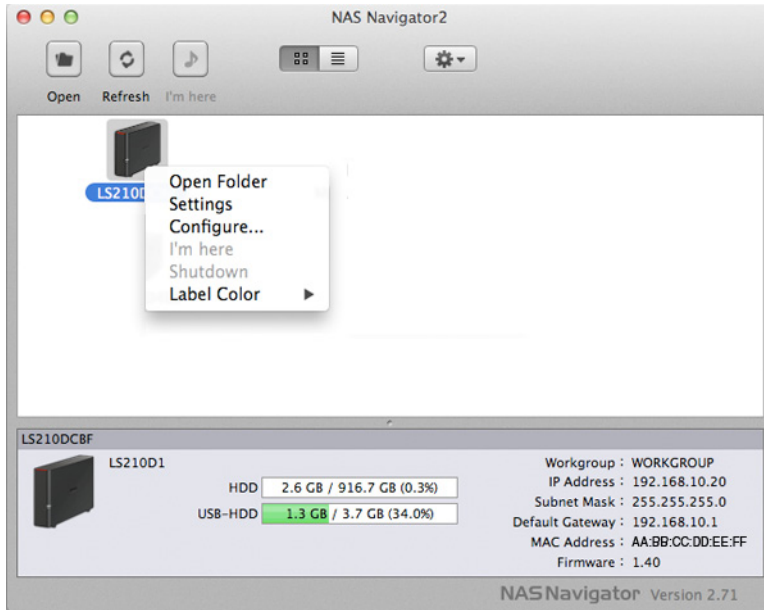 NAS Navigator2
Open Refresh I'm here
LS210D
Open Folder
Settings
Configure...
I'm here
Shutdown
Label Color
LS210DCBF
LS210D1
HDD 2.6 GB / 916.7 GB (0.3%)
USB-HDD 1.3 GB / 3.7 GB (34.0%)
Workgroup : WORKGROUP
IP Address : 192.168.10.20
Subnet Mask : 255.255.255.0
Default Gateway : 192.168.10.1
MAC Address : AA:BB:CC:DD:EE:FF
Firmware : 1.40
NASNavigator Version 2.71